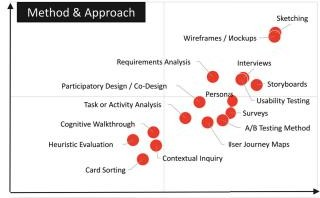 Method & Approach
Sketching
Wireframes / Mockups
Requirements Analysis
Interviews
Participatory Design / Co-Design
Storyboards
Personas
Usability Testing
Task or Activity Analysis
Surveys
Cognitive Walkthrough
A/B Testing Method
Heuristic Evaluation
User Journey Maps
Contextual Inquiry
Card Sorting